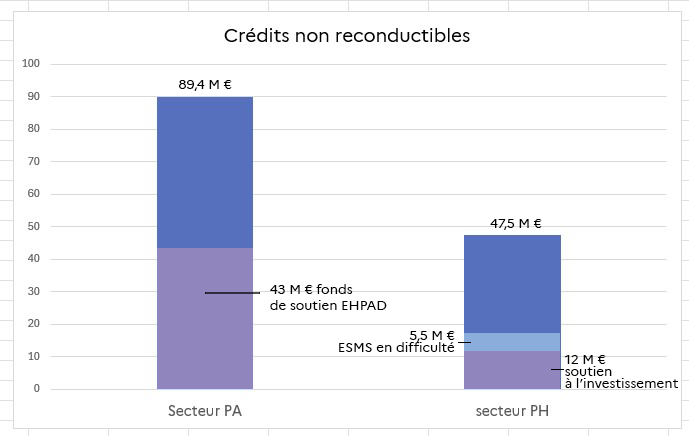 Crédits non reconductibles
100
90
80
70
60
50
40
30
20
10
0
89,4 M €
43 M € fonds
de soutien EHPAD
47,5 M €
5,5 M €
ESMS en difficulté
12 M €
soutien
à l'investissement
Secteur PA
secteur PH